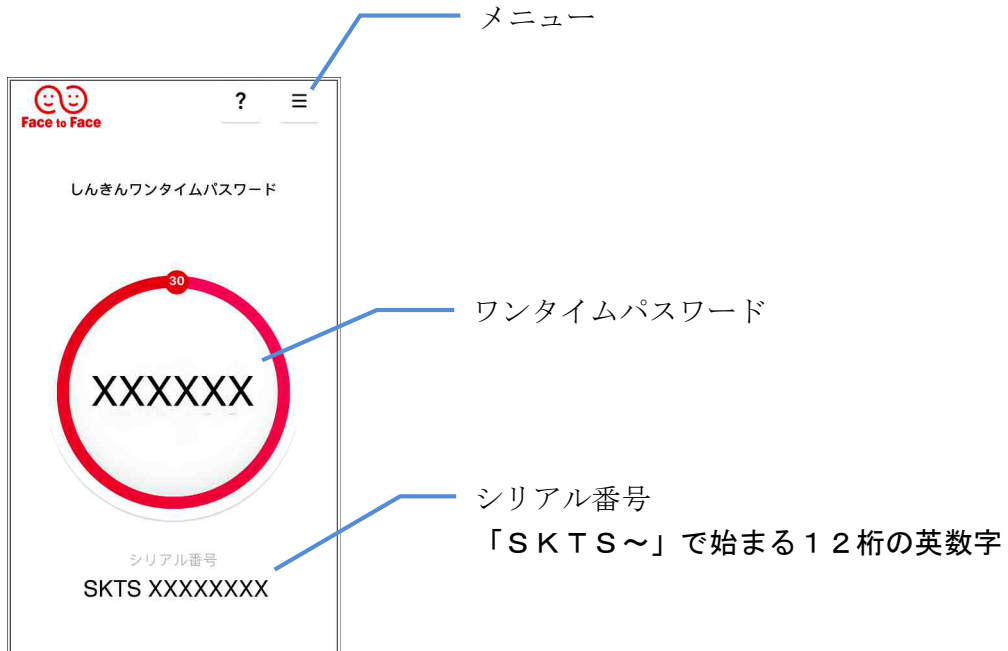 メニュー
Face to Face
? ≡
しんきんワンタイムパスワード
30
ワンタイムパスワード
XXXXXX
シリアル番号
「ＳＫＴＳ～」で始まる１２桁の英数字
シリアル番号
SKTS XXXXXXXX